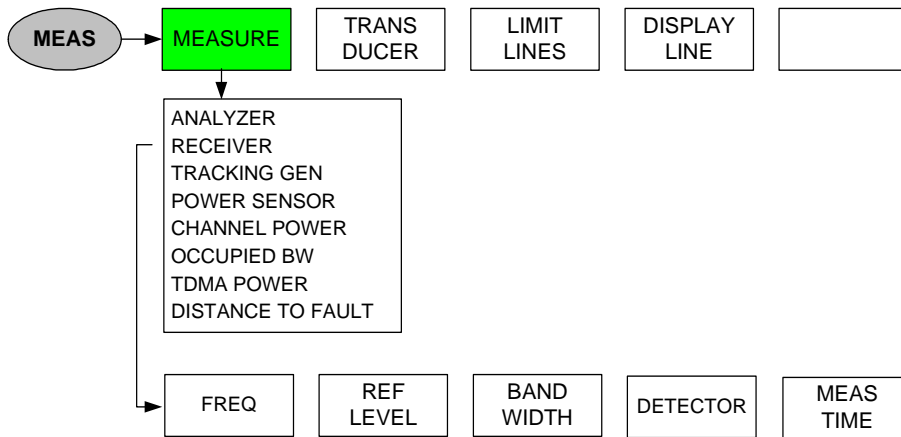 MEAS
MEASURE
TRANS
DUCER
LIMIT
LINES
DISPLAY
LINE
ANALYZER
RECEIVER
TRACKING GEN
POWER SENSOR
CHANNEL POWER
OCCUPIED BW
TDMA POWER
DISTANCE TO FAULT
FREQ
REF
LEVEL
BAND
WIDTH
DETECTOR
MEAS
TIME